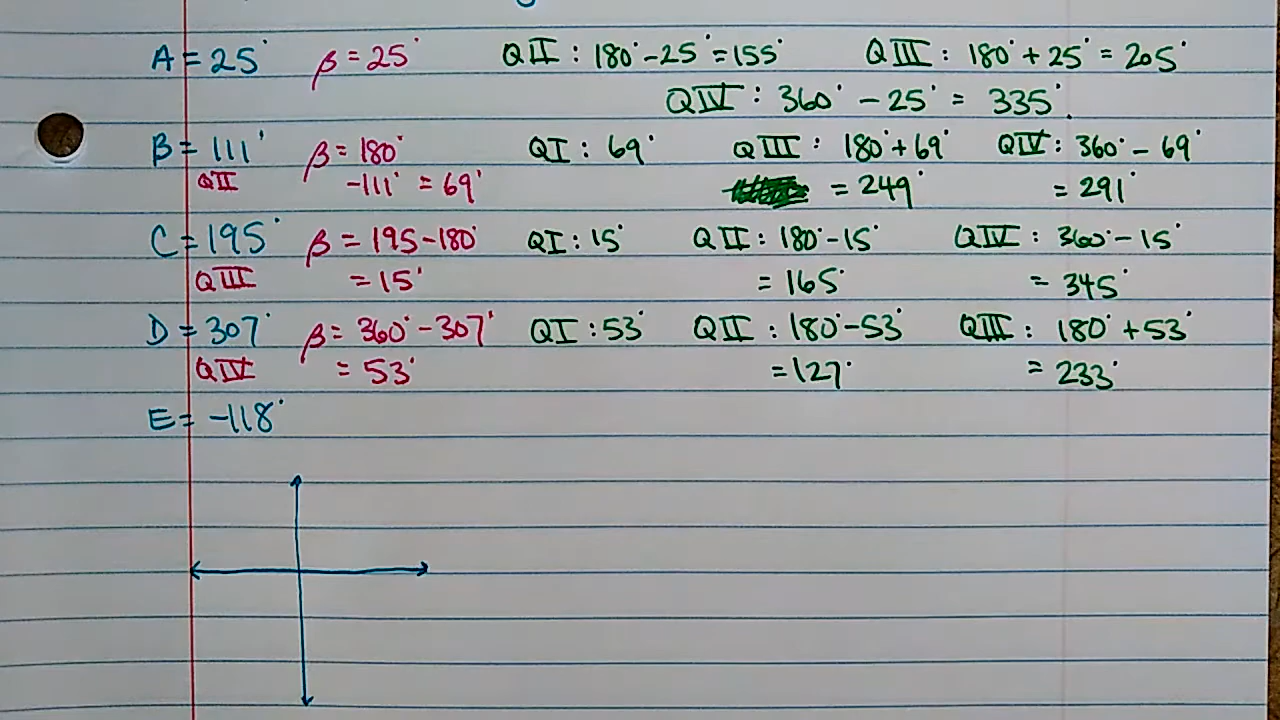 A = 25° β = 25° QII : 180° - 25° = 155° QIII : 180° + 25° = 205°
QIV : 360° - 25° = 335°.
B = 111° β = 180° QI : 69° QIII : 180° + 69° QIV : 360° - 69°
QII -111° = 69° = 249° = 291°
C = 195° β = 195 - 180° QI : 15° QII : 180° - 15° QIV : 360° - 15°
QIII = 15° = 165° = 345°
D = 307° β = 360° - 307° QI : 53° QII : 180° - 53° QIII : 180° + 53°
QIV = 53° = 127° = 233°
E = -118°